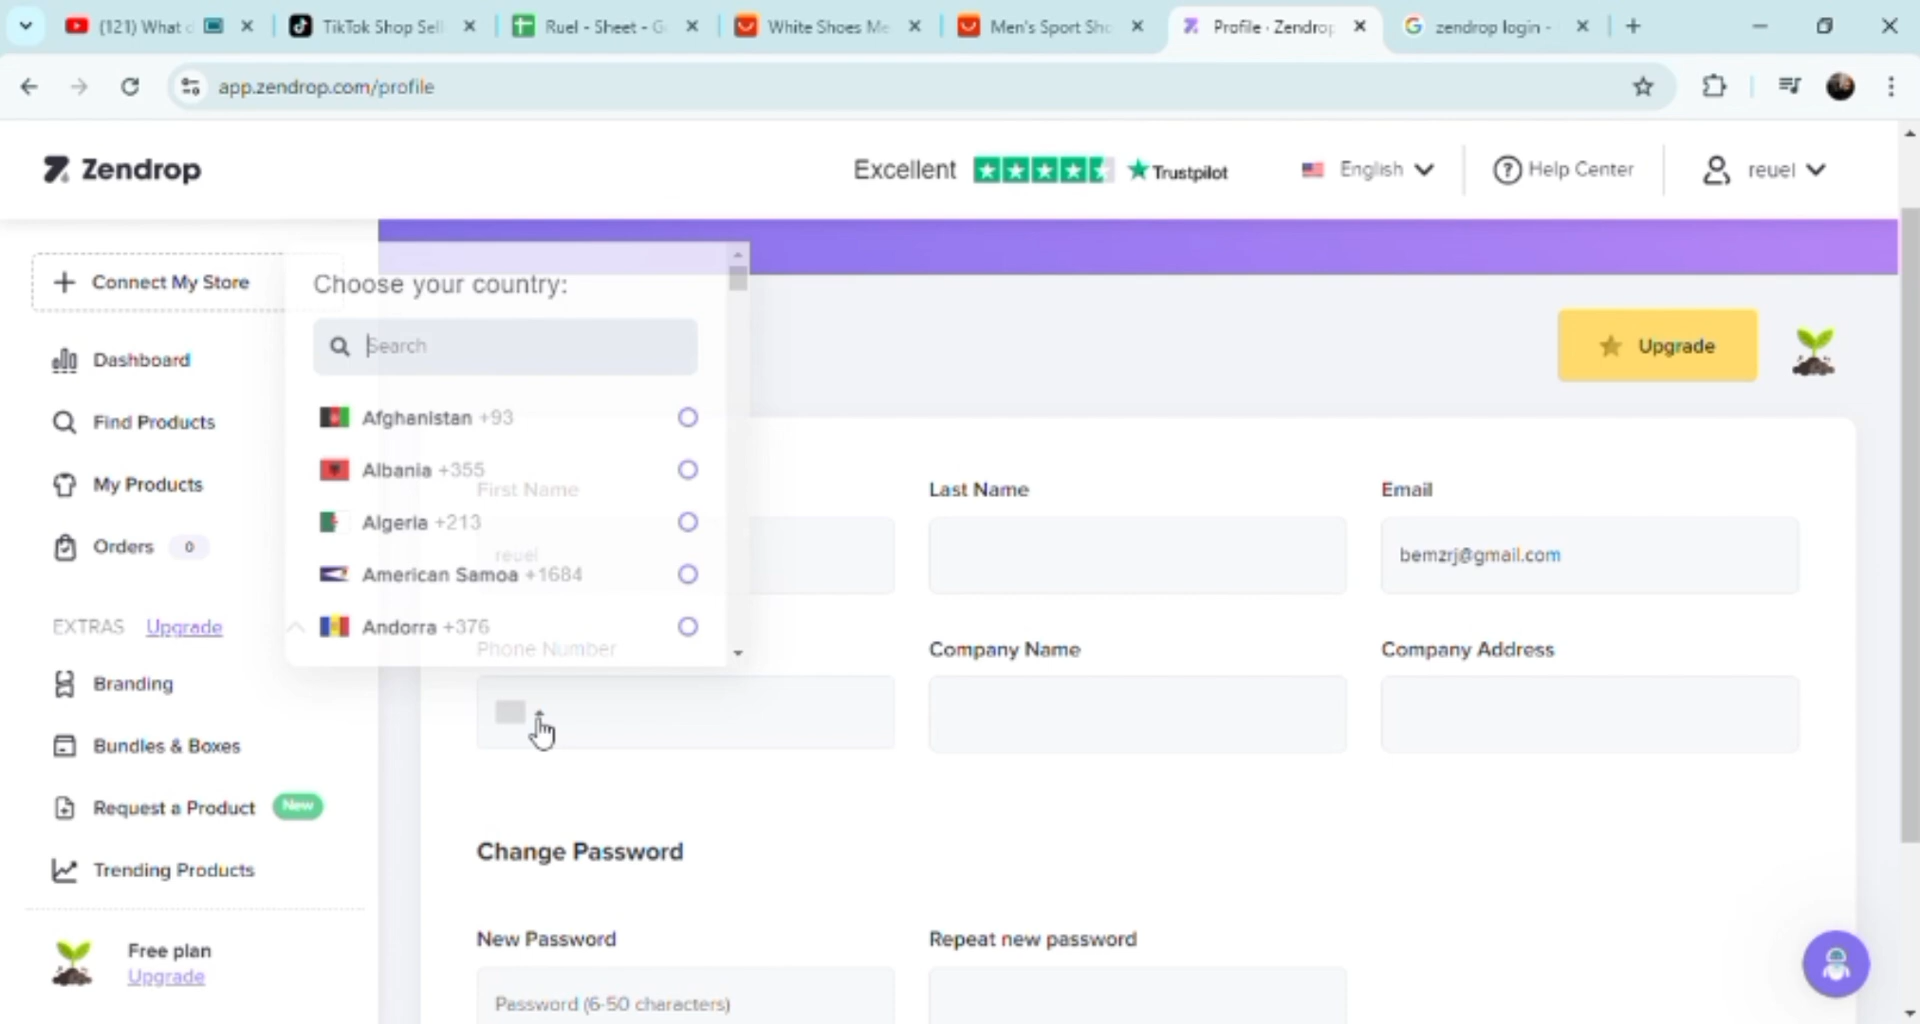 (121) What c
TikTok Shop Sell
Ruel - Sheet - G
White Shoes Me
Men's Sport Sho
Profile · Zendrop
zendrop login -
app.zendrop.com/profile
Zendrop
Excellent
Trustpilot
English
Help Center
reuel
Connect My Store
Dashboard
Find Products
My Products
Orders 0
EXTRAS Upgrade
Branding
Bundles & Boxes
Request a Product New
Trending Products
Free plan
Upgrade
Choose your country:
Search
Afghanistan +93
Albania +355
Algeria +213
American Samoa +1684
Andorra +376
Upgrade
First Name
Last Name
Email
reuel
bemzrj@gmail.com
Phone Number
Company Name
Company Address
Change Password
New Password
Repeat new password
Password (6-50 characters)